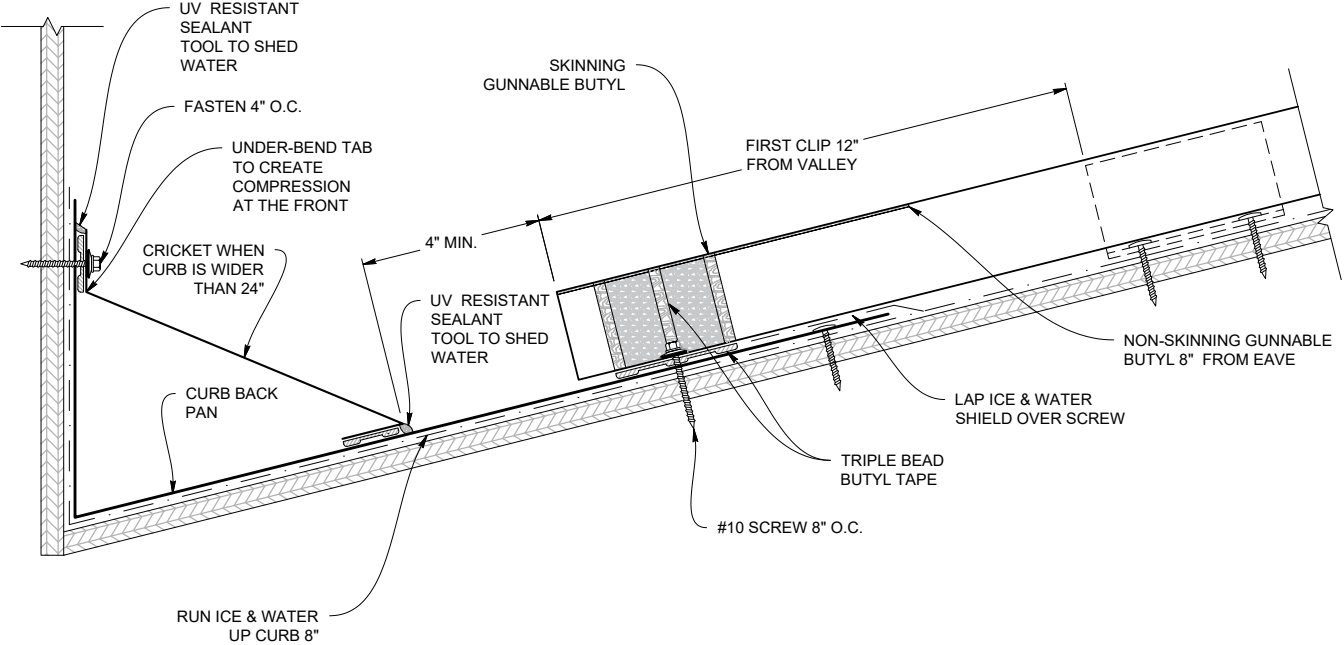 UV RESISTANT
SEALANT
TOOL TO SHED
WATER
FASTEN 4" O.C.
UNDER-BEND TAB
TO CREATE
COMPRESSION
AT THE FRONT
CRICKET WHEN
CURB IS WIDER
THAN 24"
CURB BACK
PAN
RUN ICE & WATER
UP CURB 8"
4" MIN.
UV RESISTANT
SEALANT
TOOL TO SHED
WATER
SKINNING
GUNNABLE BUTYL
FIRST CLIP 12"
FROM VALLEY
NON-SKINNING GUNNABLE
BUTYL 8" FROM EAVE
LAP ICE & WATER
SHIELD OVER SCREW
TRIPLE BEAD
BUTYL TAPE
#10 SCREW 8" O.C.